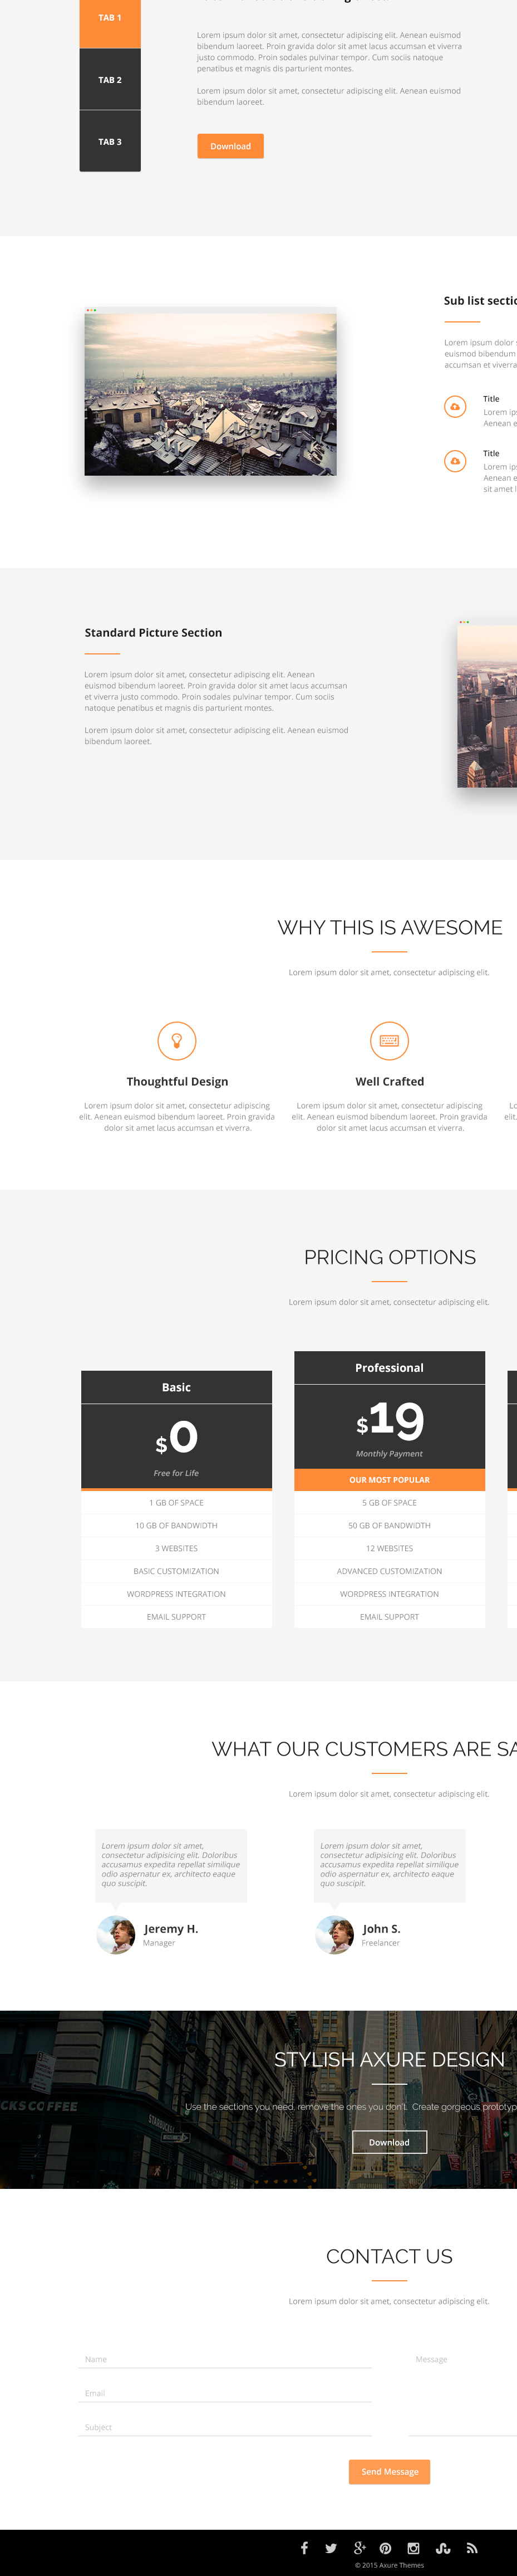 TAB 1
Lorem ipsum dolor sit amet, consectetur adipiscing elit. Aenean euismod
bibendum laoreet. Proin gravida dolor sit amet lacus accumsan et viverra
justo commodo. Proin sodales pulvinar tempor. Cum sociis natoque
penatibus et magnis dis parturient montes.
Lorem ipsum dolor sit amet, consectetur adipiscing elit. Aenean euismod
bibendum laoreet.
TAB 2
TAB 3
Download
Sub list sectio
Lorem ipsum dolor
euismod bibendum
accumsan et viverra
Title
Lorem ip
Aenean e
Title
Lorem ip
Aenean e
sit amet l
Standard Picture Section
Lorem ipsum dolor sit amet, consectetur adipiscing elit. Aenean
euismod bibendum laoreet. Proin gravida dolor sit amet lacus accumsan
et viverra justo commodo. Proin sodales pulvinar tempor. Cum sociis
natoque penatibus et magnis dis parturient montes.
Lorem ipsum dolor sit amet, consectetur adipiscing elit. Aenean euismod
bibendum laoreet.
WHY THIS IS AWESOME
Lorem ipsum dolor sit amet, consectetur adipiscing elit.
Thoughtful Design
Lorem ipsum dolor sit amet, consectetur adipiscing
elit. Aenean euismod bibendum laoreet. Proin gravida
dolor sit amet lacus accumsan et viverra.
Well Crafted
Lorem ipsum dolor sit amet, consectetur adipiscing
elit. Aenean euismod bibendum laoreet. Proin gravida
dolor sit amet lacus accumsan et viverra.
Lo
elit.
PRICING OPTIONS
Lorem ipsum dolor sit amet, consectetur adipiscing elit.
Basic
$0
Free for Life
1 GB OF SPACE
10 GB OF BANDWIDTH
3 WEBSITES
BASIC CUSTOMIZATION
WORDPRESS INTEGRATION
EMAIL SUPPORT
Professional
$19
Monthly Payment
OUR MOST POPULAR
5 GB OF SPACE
50 GB OF BANDWIDTH
12 WEBSITES
ADVANCED CUSTOMIZATION
WORDPRESS INTEGRATION
EMAIL SUPPORT
WHAT OUR CUSTOMERS ARE SA
Lorem ipsum dolor sit amet, consectetur adipiscing elit.
Lorem ipsum dolor sit amet,
consectetur adipisicing elit. Doloribus
accusamus expedita repellat similique
odio aspernatur ex, architecto eaque
quo suscipit.
Jeremy H.
Manager
Lorem ipsum dolor sit amet,
consectetur adipisicing elit. Doloribus
accusamus expedita repellat similique
odio aspernatur ex, architecto eaque
quo suscipit.
John S.
Freelancer
STYLISH AXURE DESIGN
Use the sections you need, remove the ones you don't. Create gorgeous prototyp
CKS COFFEE
Download
CONTACT US
Lorem ipsum dolor sit amet, consectetur adipiscing elit.
Name
Email
Subject
Message
Send Message
© 2015 Axure Themes